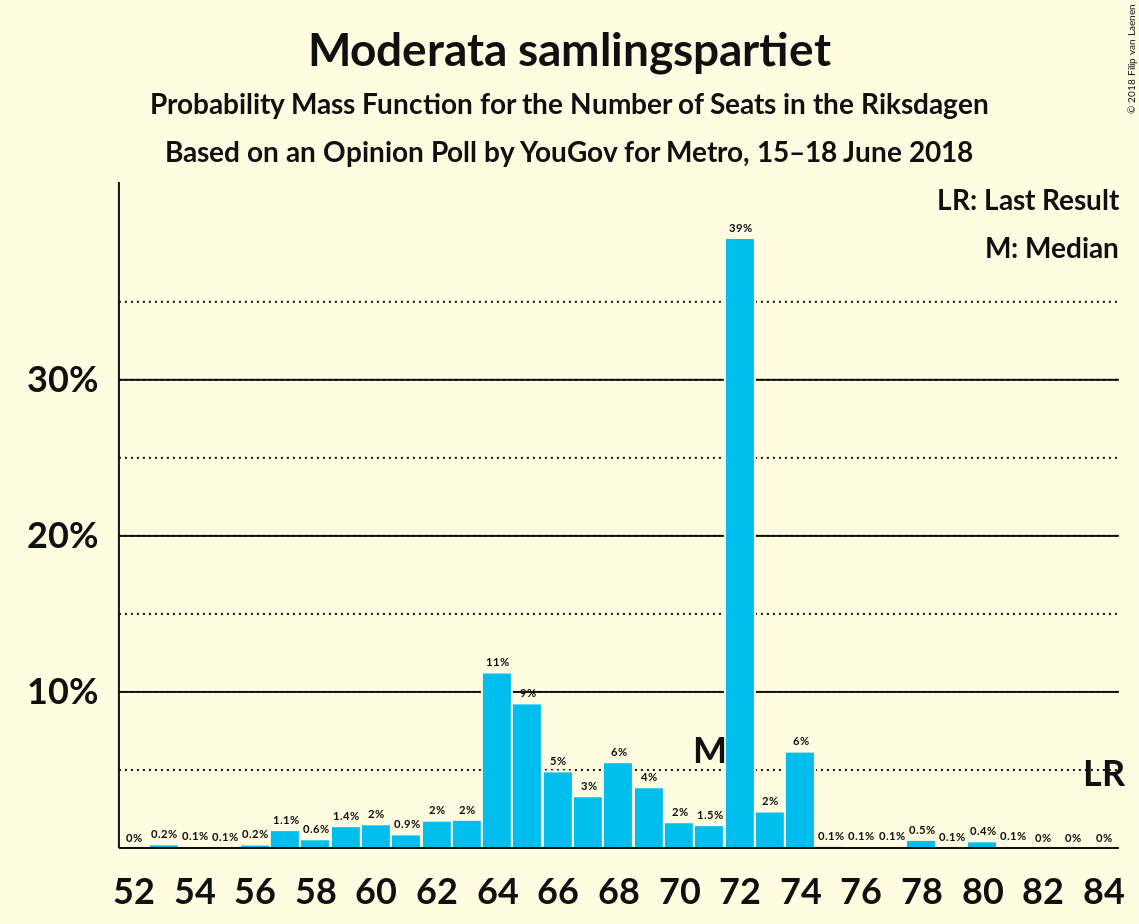 Moderata samlingspartiet
Probability Mass Function for the Number of Seats in the Riksdagen
Based on an Opinion Poll by YouGov for Metro, 15–18 June 2018
© 2018 Filip van Laenen
LR: Last Result
M: Median
30%
20%
10%
0% 0.2% 0.1% 0.1% 0.2% 1.1% 0.6% 1.4% 2% 0.9% 2% 2% 11% 9% 5% 3% 6% 4% 2% 1.5% 39% 2% 6% 0.1% 0.1% 0.1% 0.5% 0.1% 0.4% 0.1% 0% 0% 0%
M
LR
52 54 56 58 60 62 64 66 68 70 72 74 76 78 80 82 84